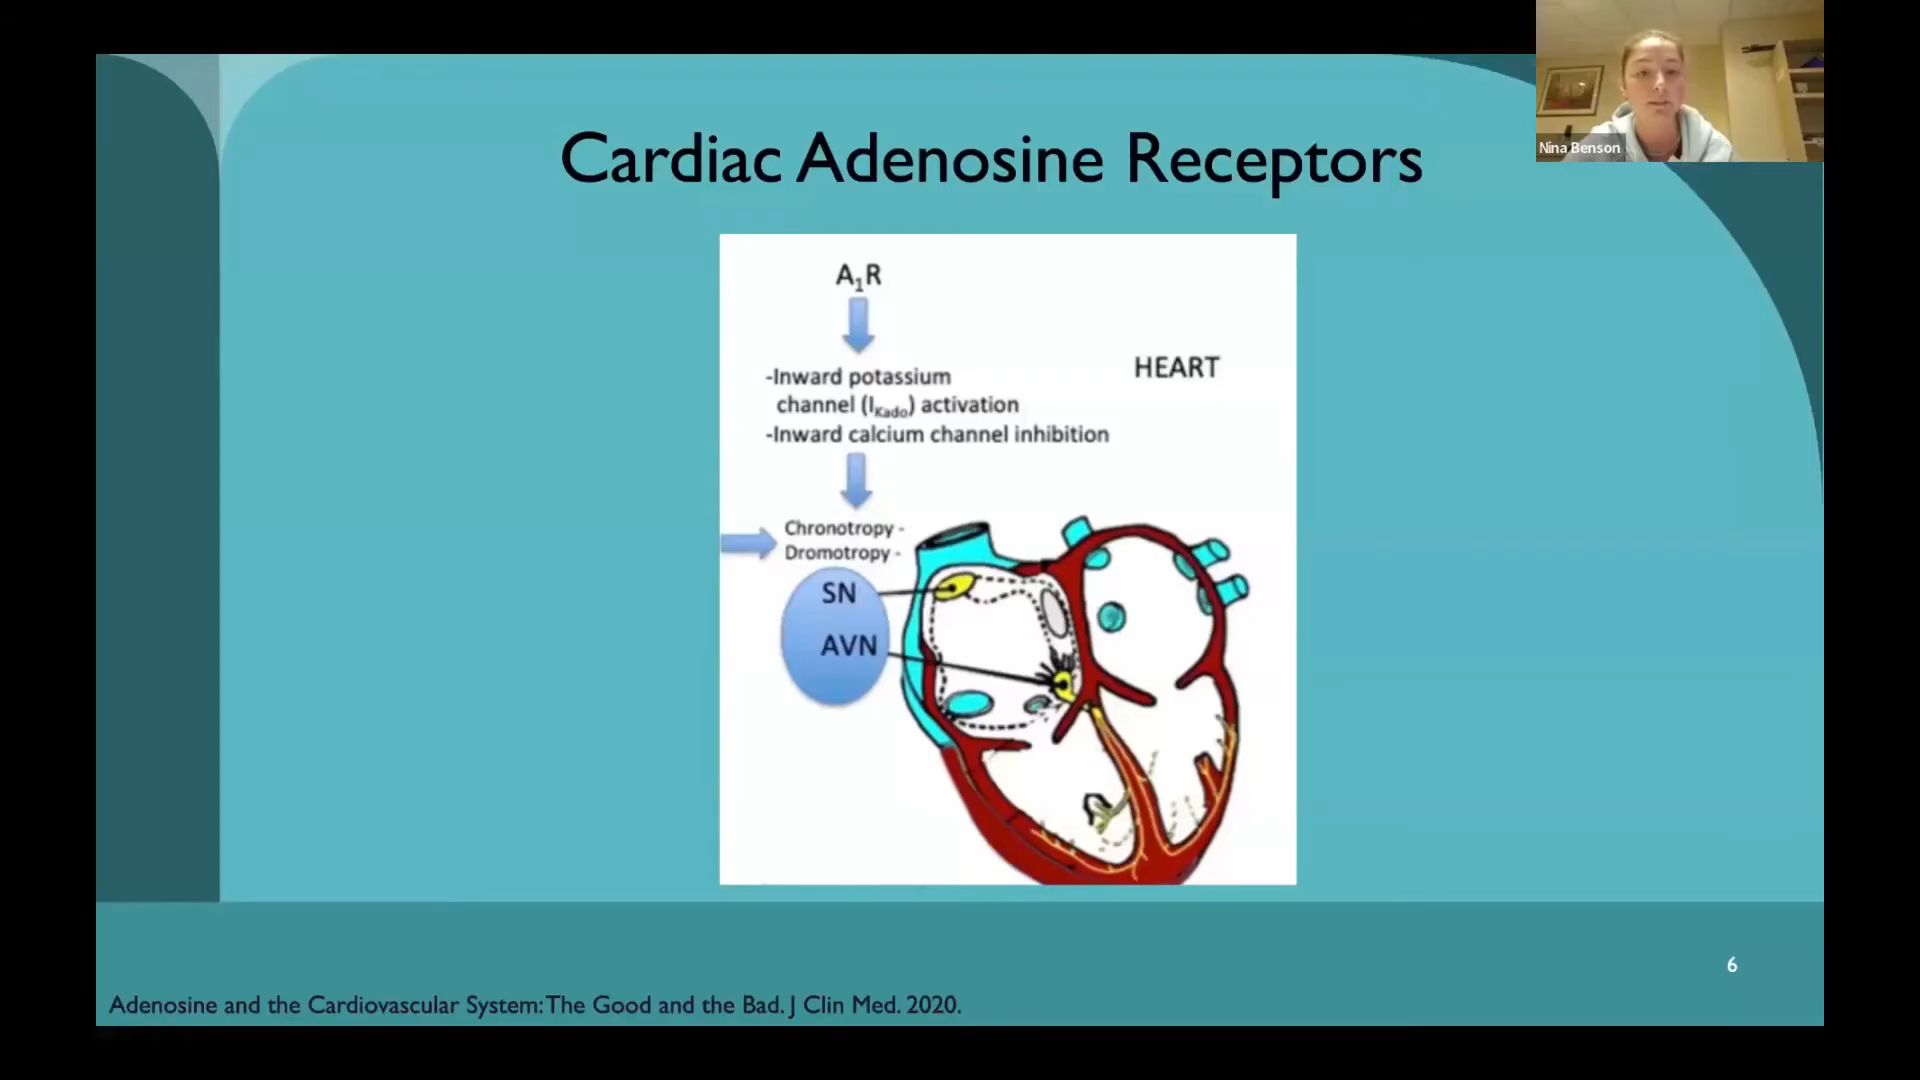 Nina Benson
Cardiac Adenosine Receptors
A₁R
HEART
-Inward potassium
channel (I_Kado) activation
-Inward calcium channel inhibition
Chronotropy -
Dromotropy -
SN
AVN
6
Adenosine and the Cardiovascular System: The Good and the Bad. J Clin Med. 2020.